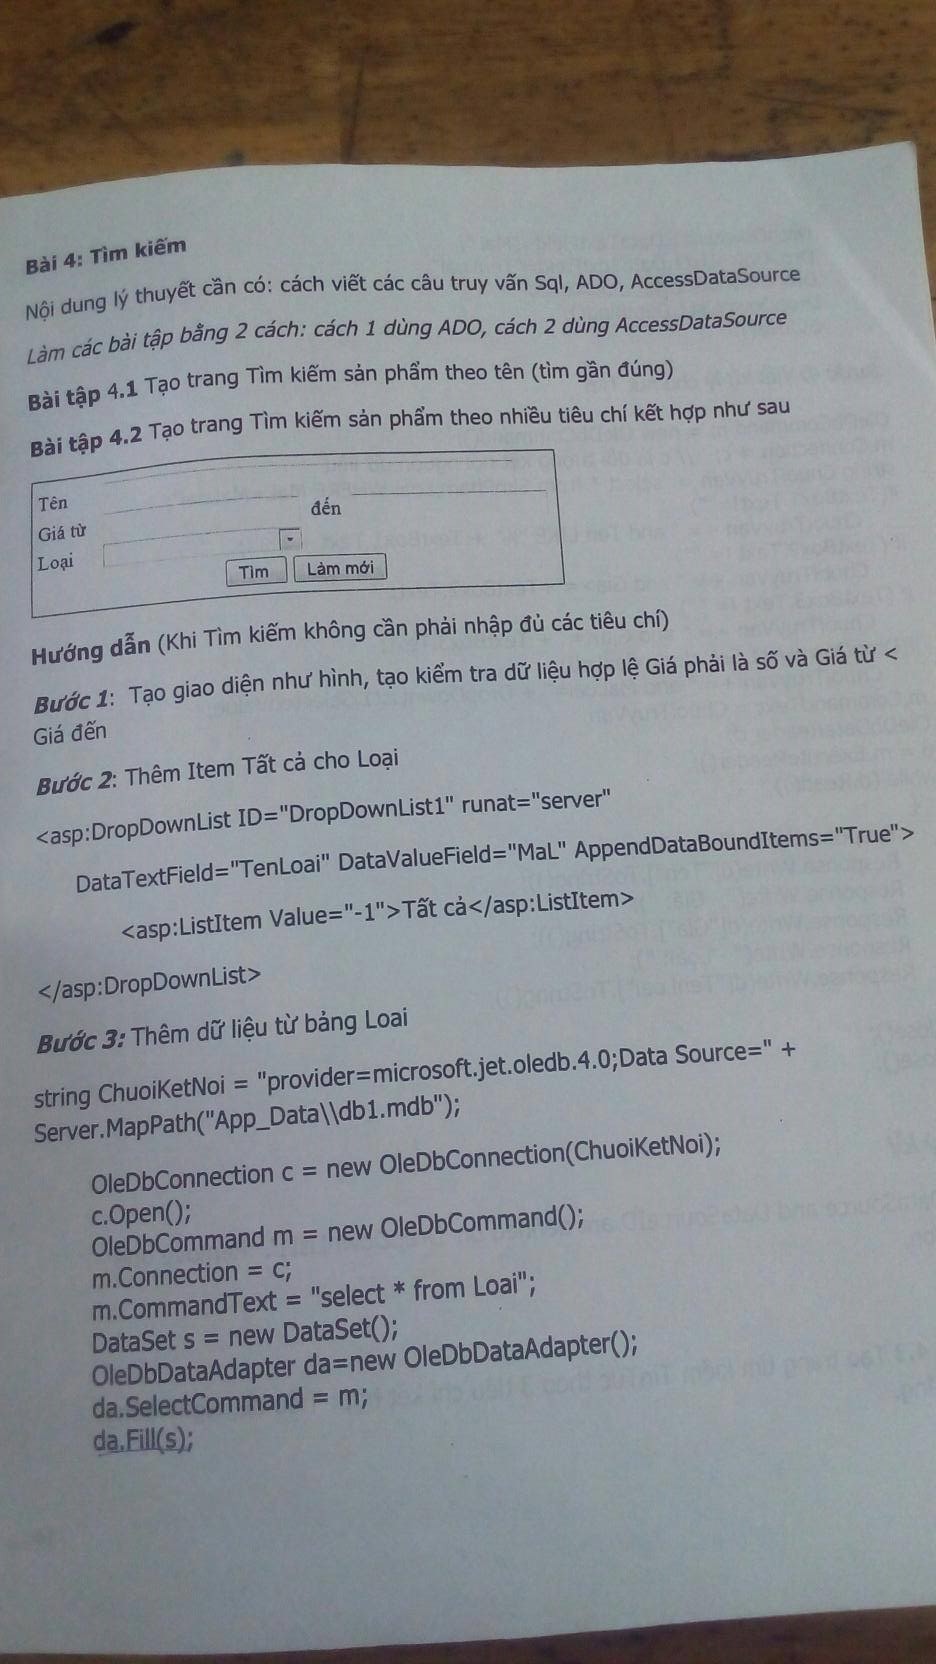 Bài 4: Tìm kiếm
Nội dung lý thuyết cần có: cách viết các câu truy vấn Sql, ADO, AccessDataSource
Làm các bài tập bằng 2 cách: cách 1 dùng ADO, cách 2 dùng AccessDataSource
Bài tập 4.1 Tạo trang Tìm kiếm sản phẩm theo tên (tìm gần đúng)
Bài tập 4.2 Tạo trang Tìm kiếm sản phẩm theo nhiều tiêu chí kết hợp như sau
Tên
Giá từ đến
Loại
Tìm Làm mới
Hướng dẫn (Khi Tìm kiếm không cần phải nhập đủ các tiêu chí)
Bước 1: Tạo giao diện như hình, tạo kiểm tra dữ liệu hợp lệ Giá phải là số và Giá từ <
Giá đến
Bước 2: Thêm Item Tất cả cho Loại
<asp:DropDownList ID="DropDownList1" runat="server"
DataTextField="TenLoai" DataValueField="MaL" AppendDataBoundItems="True">
<asp:ListItem Value="-1">Tất cả</asp:ListItem>
</asp:DropDownList>
Bước 3: Thêm dữ liệu từ bảng Loai
string ChuoiKetNoi = "provider=microsoft.jet.oledb.4.0;Data Source=" +
Server.MapPath("App_Data\\db1.mdb");
OleDbConnection c = new OleDbConnection(ChuoiKetNoi);
c.Open();
OleDbCommand m = new OleDbCommand();
m.Connection = c;
m.CommandText = "select * from Loai";
DataSet s = new DataSet();
OleDbDataAdapter da=new OleDbDataAdapter();
da.SelectCommand = m;
da.Fill(s);